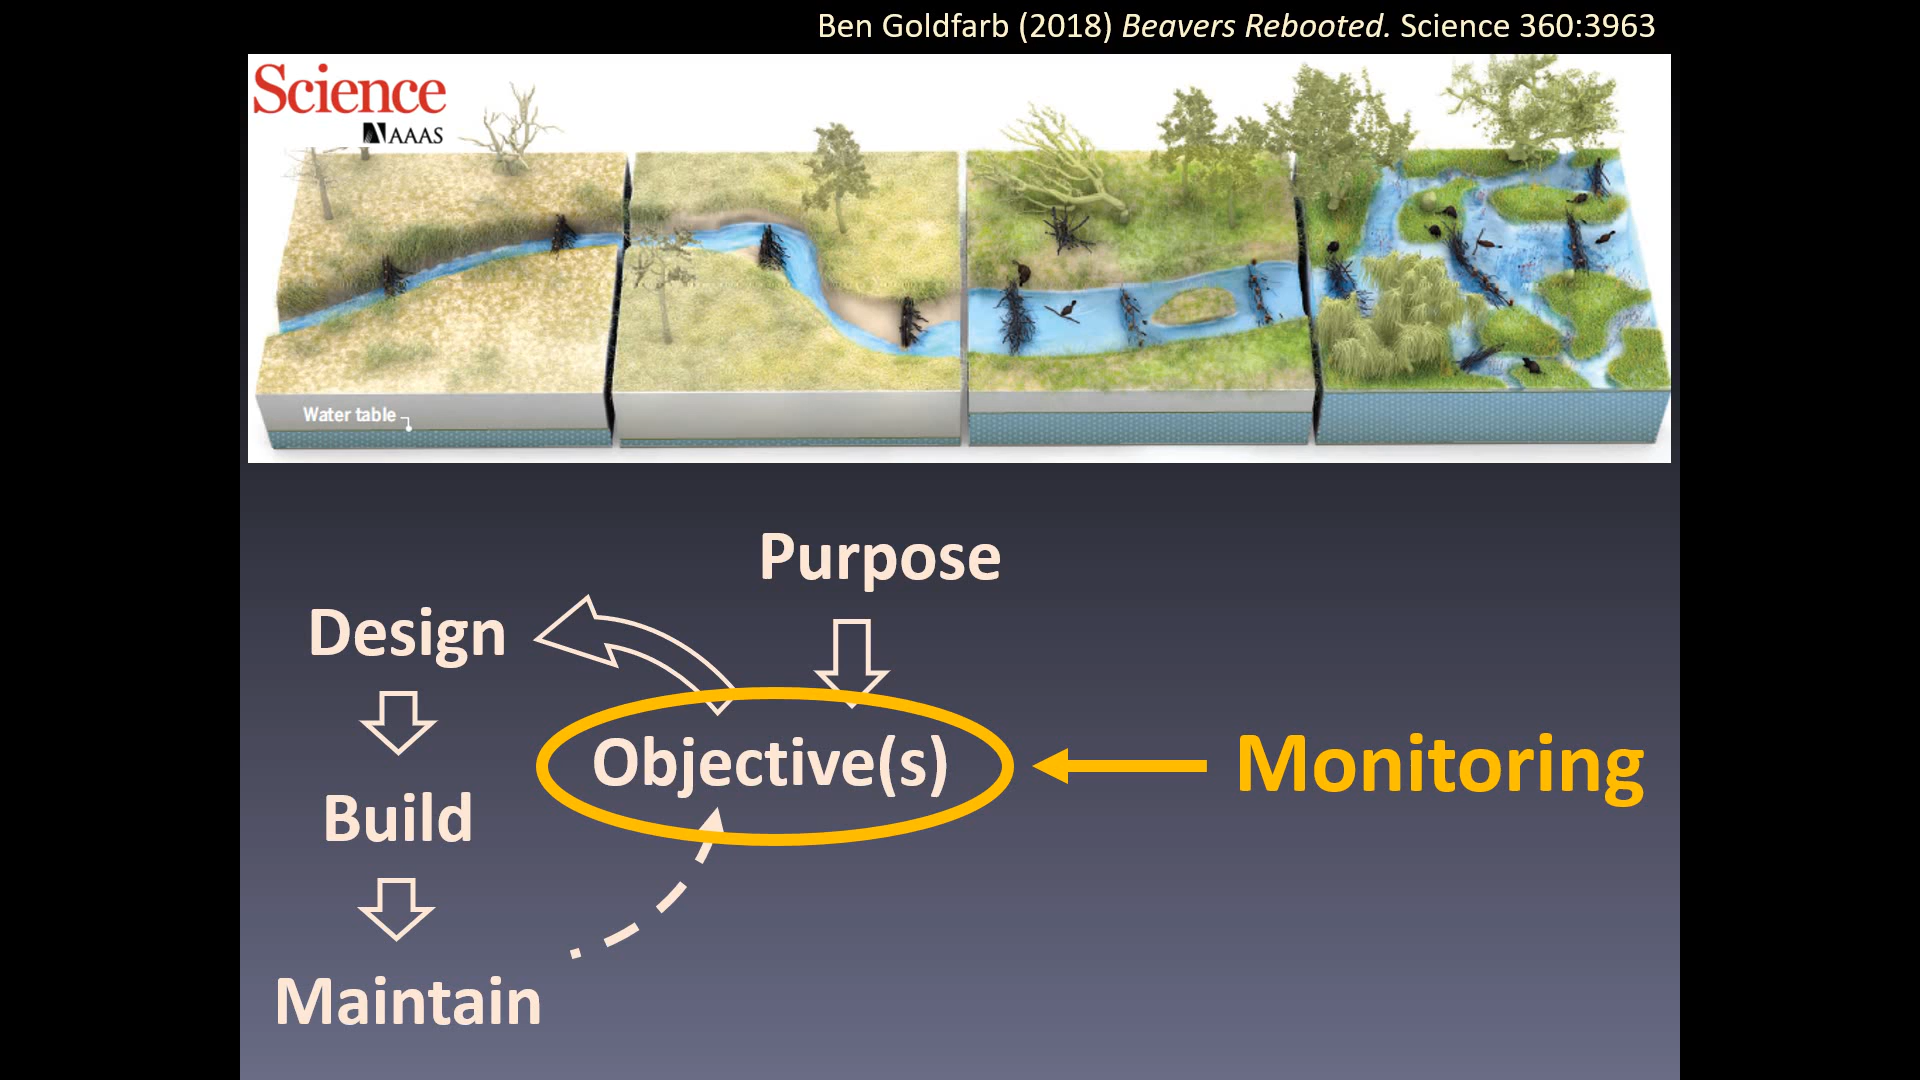 Ben Goldfarb (2018) Beavers Rebooted. Science 360:3963
Science
AAAS
Water table
Purpose
Design
Objective(s)
Monitoring
Build
Maintain